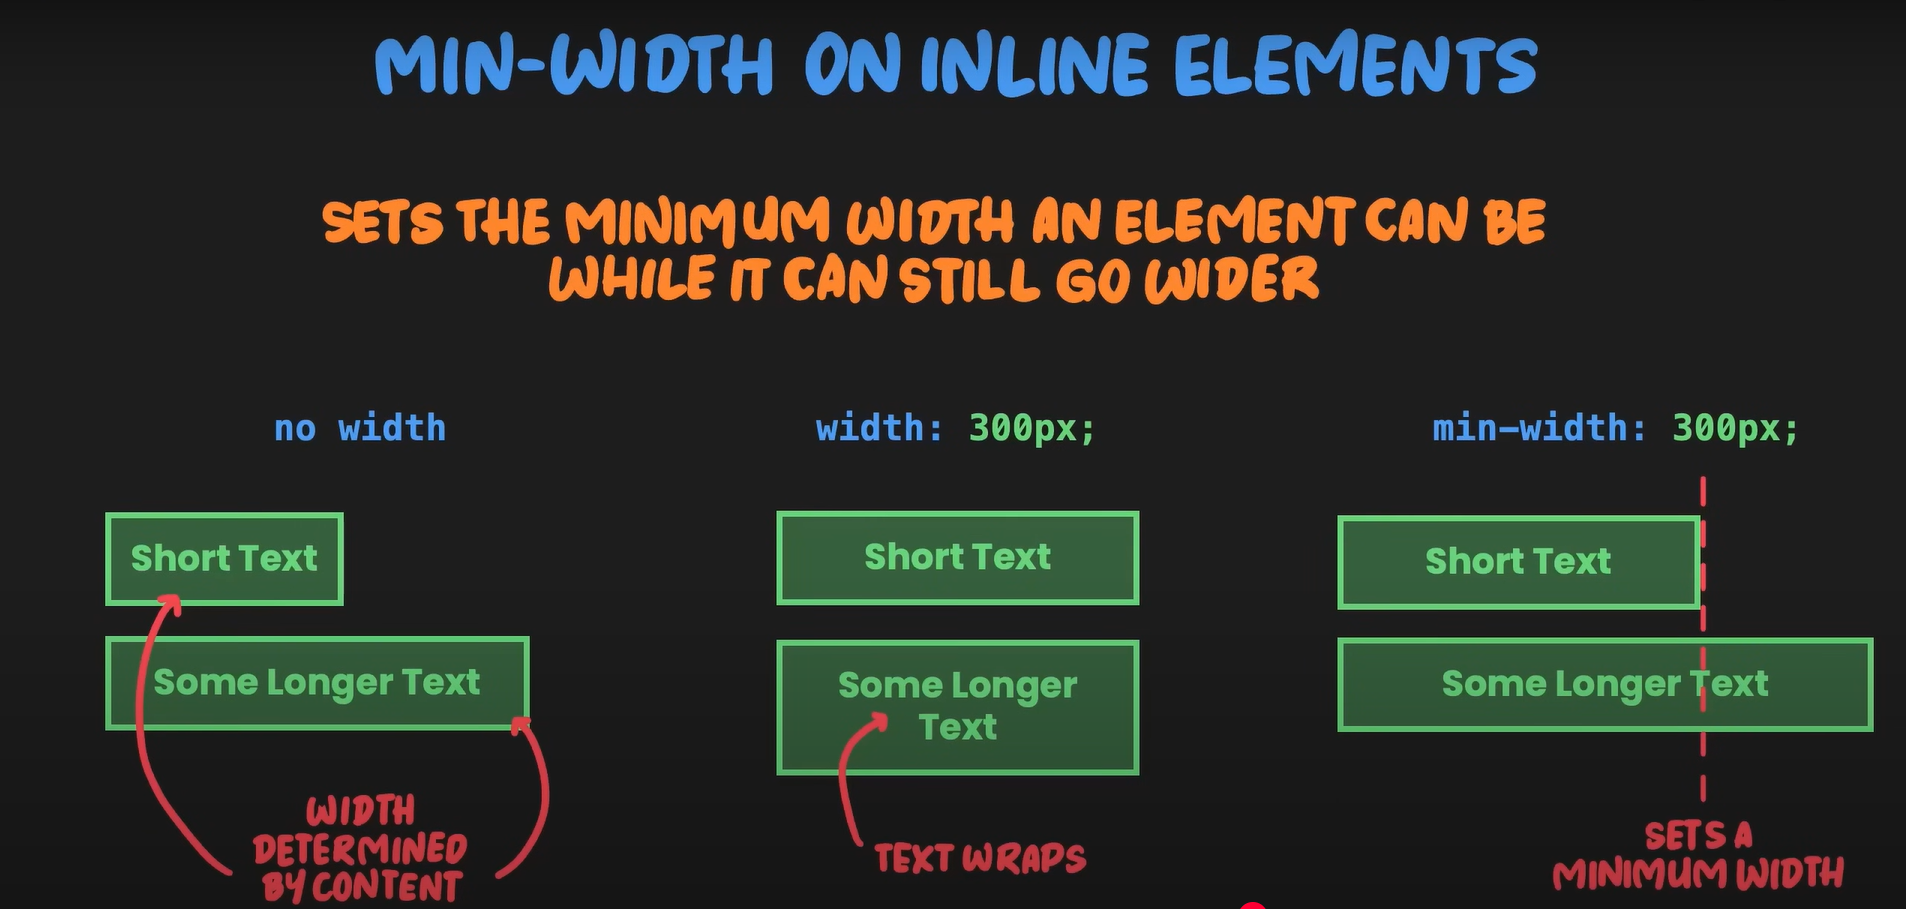 MIN-WIDTH ON INLINE ELEMENTS
SETS THE MINIMUM WIDTH AN ELEMENT CAN BE
WHILE IT CAN STILL GO WIDER
no width
Short Text
Some Longer Text
WIDTH
DETERMINED
BY CONTENT
width: 300px;
Short Text
Some Longer
Text
TEXT WRAPS
min-width: 300px;
Short Text
Some Longer Text
SETS A
MINIMUM WIDTH